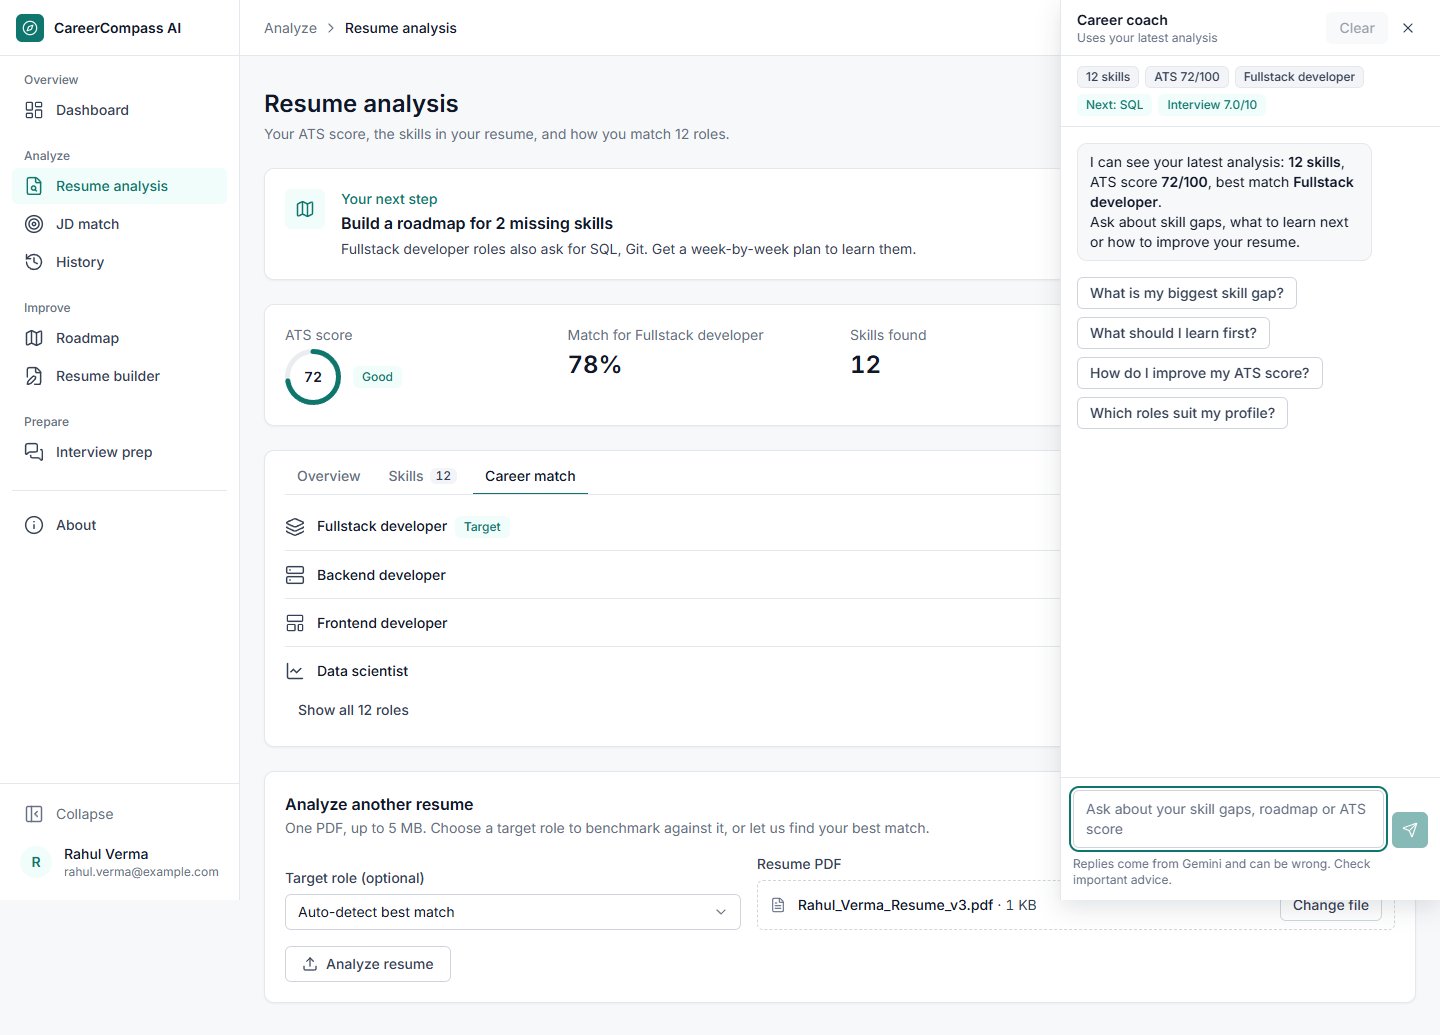 CareerCompass AI
Overview
Dashboard
Analyze
Resume analysis
JD match
History
Improve
Roadmap
Resume builder
Prepare
Interview prep
About
Collapse
R
Rahul Verma
rahul.verma@example.com
Analyze > Resume analysis
Resume analysis
Your ATS score, the skills in your resume, and how you match 12 roles.
Your next step
Build a roadmap for 2 missing skills
Fullstack developer roles also ask for SQL, Git. Get a week-by-week plan to learn them.
ATS score
72
Good
Match for Fullstack developer
78%
Skills found
12
Overview
Skills 12
Career match
Fullstack developer Target
Backend developer
Frontend developer
Data scientist
Show all 12 roles
Analyze another resume
One PDF, up to 5 MB. Choose a target role to benchmark against it, or let us find your best match.
Target role (optional)
Auto-detect best match
Resume PDF
Rahul_Verma_Resume_v3.pdf · 1 KB
Change file
Analyze resume
Career coach
Uses your latest analysis
Clear
12 skills
ATS 72/100
Fullstack developer
Next: SQL
Interview 7.0/10
I can see your latest analysis: 12 skills,
ATS score 72/100, best match Fullstack
developer.
Ask about skill gaps, what to learn next
or how to improve your resume.
What is my biggest skill gap?
What should I learn first?
How do I improve my ATS score?
Which roles suit my profile?
Ask about your skill gaps, roadmap or ATS
score
Replies come from Gemini and can be wrong. Check
important advice.